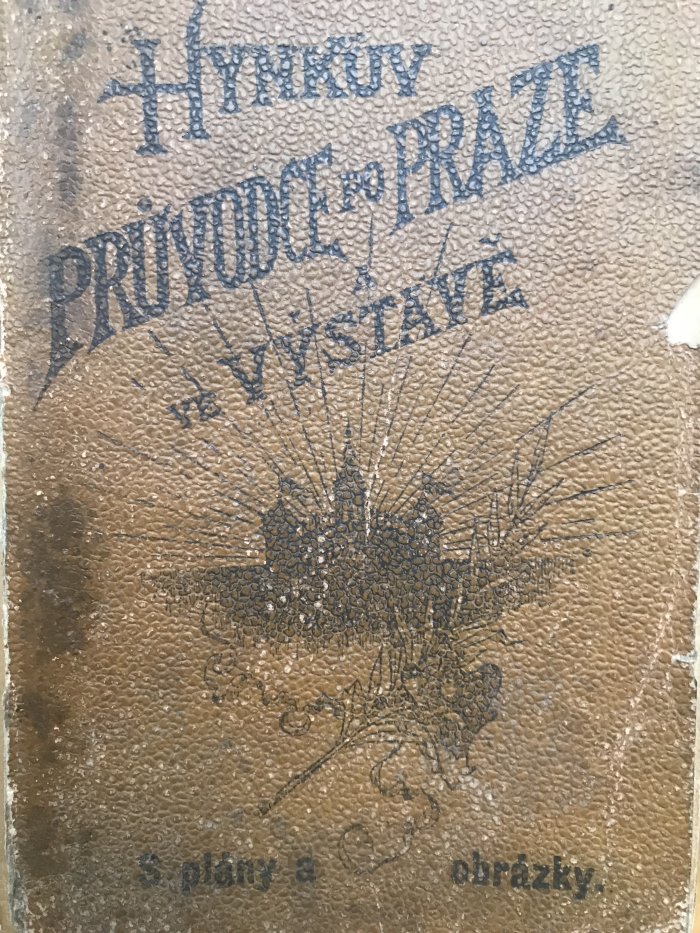 HYNKŮV
PRŮVODCE PO PRAZE
A
VE VÝSTAVĚ
S plány a obrázky.